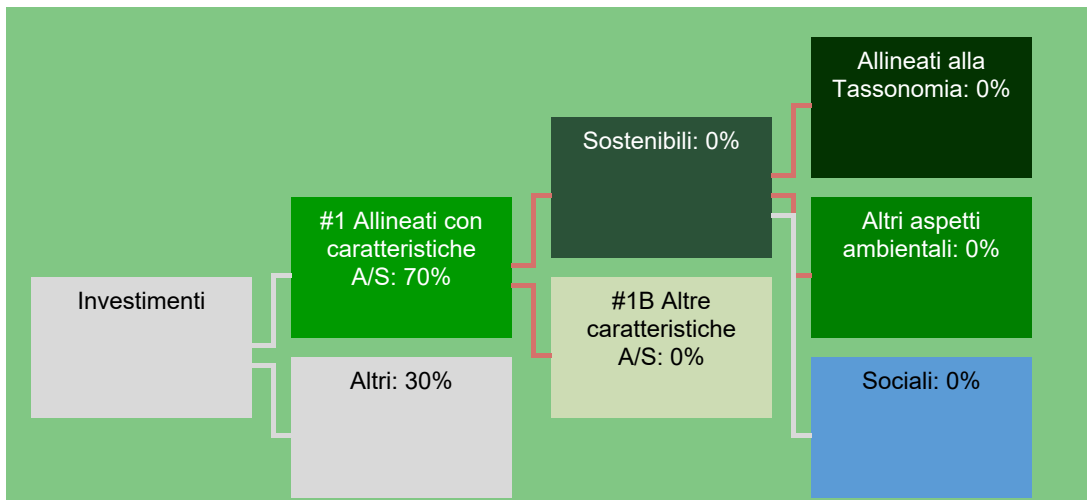 Investimenti
#1 Allineati con
caratteristiche
A/S: 70%
Altri: 30%
Sostenibili: 0%
#1B Altre
caratteristiche
A/S: 0%
Allineati alla
Tassonomia: 0%
Altri aspetti
ambientali: 0%
Sociali: 0%